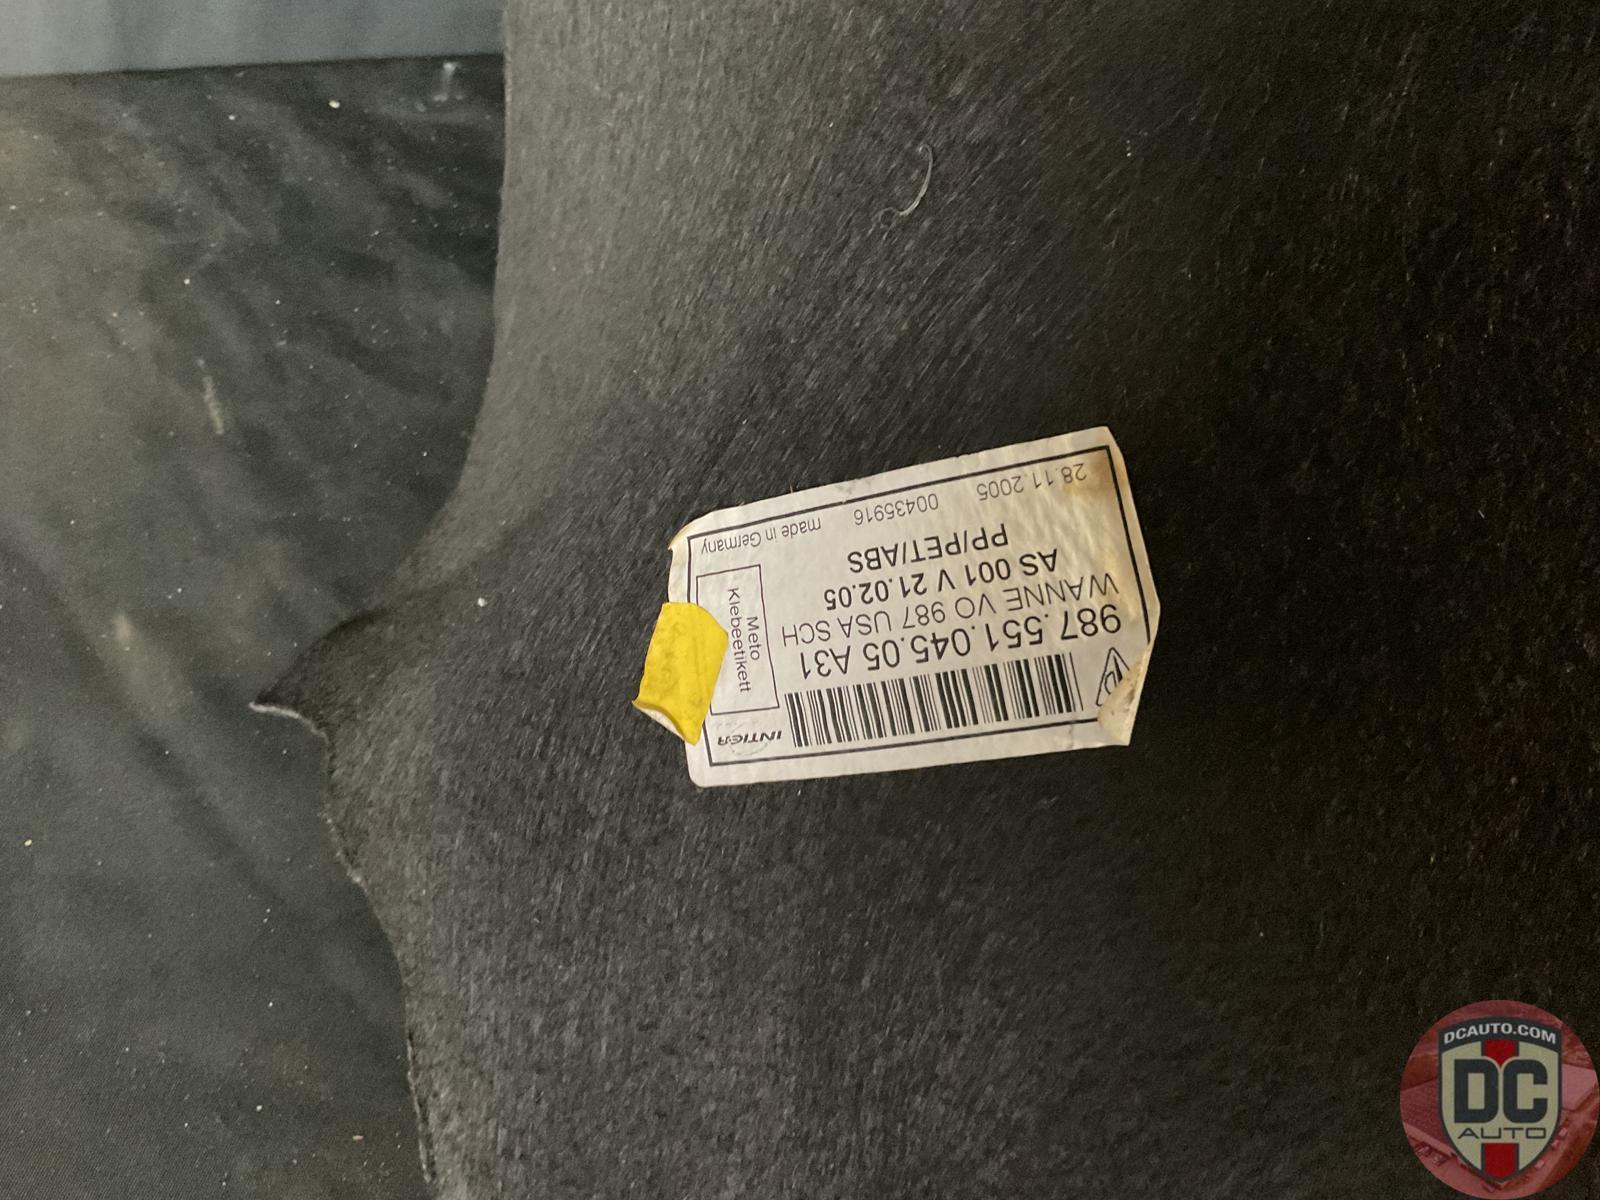 INTIER
987.551.045.05 A31
WANNE VO 987 USA SCH
AS 001 V 21.02.05
PP/PET/ABS
Meto
Klebeetikett
28.11.2005 00435916 made in Germany
DCAUTO.COM
DC
AUTO